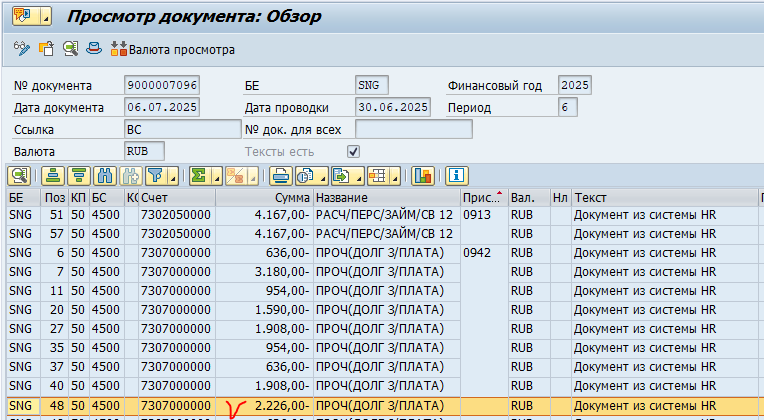 Просмотр документа: Обзор
Валюта просмотра
№ документа 9000007096 БЕ SNG Финансовый год 2025
Дата документа 06.07.2025 Дата проводки 30.06.2025 Период 6
Ссылка ВС № док. для всех
Валюта RUB Тексты есть
БЕ Поз КП БС КС Счет Сумма Название Прис... Вал. Нл Текст
SNG 51 50 4500 7302050000 4.167,00- РАСЧ/ПЕРС/ЗАЙМ/СВ 12 0913 RUB Документ из системы HR
SNG 57 50 4500 7302050000 4.167,00- РАСЧ/ПЕРС/ЗАЙМ/СВ 12 RUB Документ из системы HR
SNG 6 50 4500 7307000000 636,00- ПРОЧ(ДОЛГ З/ПЛАТА) 0942 RUB Документ из системы HR
SNG 7 50 4500 7307000000 3.180,00- ПРОЧ(ДОЛГ З/ПЛАТА) RUB Документ из системы HR
SNG 11 50 4500 7307000000 954,00- ПРОЧ(ДОЛГ З/ПЛАТА) RUB Документ из системы HR
SNG 20 50 4500 7307000000 1.590,00- ПРОЧ(ДОЛГ З/ПЛАТА) RUB Документ из системы HR
SNG 27 50 4500 7307000000 1.908,00- ПРОЧ(ДОЛГ З/ПЛАТА) RUB Документ из системы HR
SNG 35 50 4500 7307000000 954,00- ПРОЧ(ДОЛГ З/ПЛАТА) RUB Документ из системы HR
SNG 37 50 4500 7307000000 636,00- ПРОЧ(ДОЛГ З/ПЛАТА) RUB Документ из системы HR
SNG 40 50 4500 7307000000 1.908,00- ПРОЧ(ДОЛГ З/ПЛАТА) RUB Документ из системы HR
SNG 48 50 4500 7307000000 2.226,00- ПРОЧ(ДОЛГ З/ПЛАТА) RUB Документ из системы HR